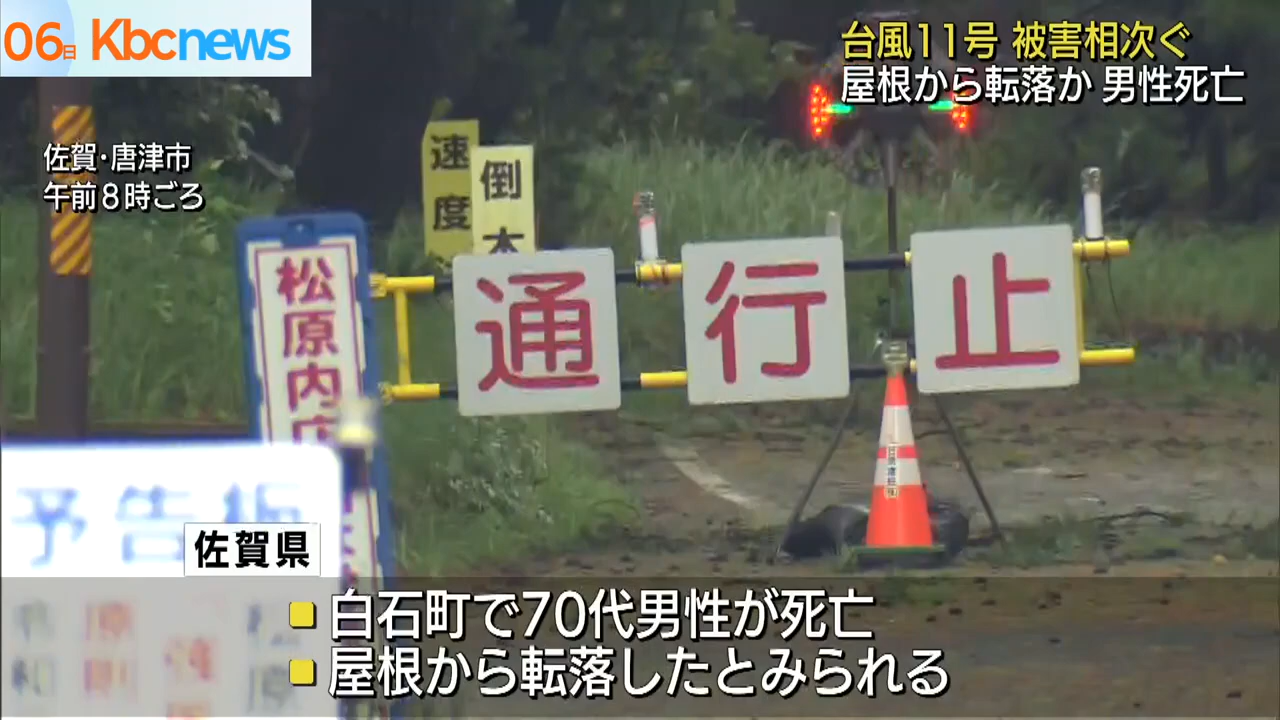 06日 Kbcnews
台風11号 被害相次ぐ
屋根から転落か 男性死亡
佐賀・唐津市
午前8時ごろ
速度
倒木
松原内
通行止
予告板
佐賀県
白石町で70代男性が死亡
屋根から転落したとみられる